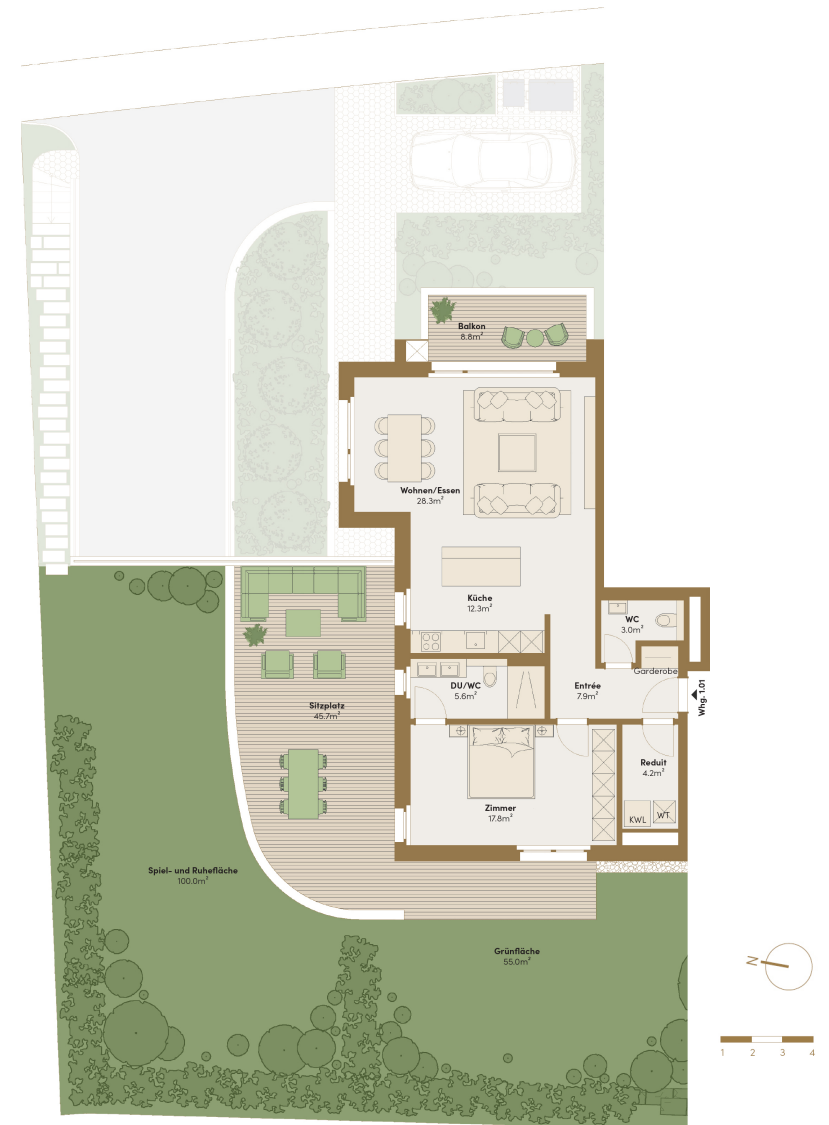 Balkon
8.8m²
Wohnen/Essen
28.3m²
Küche
12.3m²
WC
3.0m²
Garderobe
DU/WC
5.6m²
Entrée
7.9m²
Whg. 1.01
Sitzplatz
45.7m²
Reduit
4.2m²
Zimmer
17.8m²
KWL
WT
Spiel- und Ruhefläche
100.0m²
Grünfläche
55.0m²
N
1 2 3 4